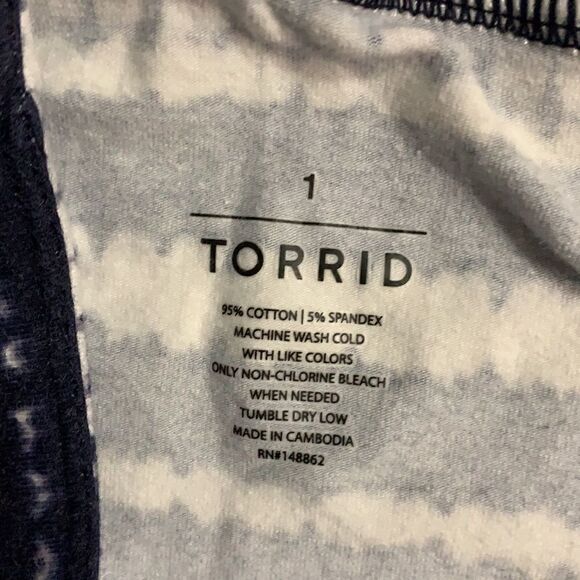 1
TORRID
95% COTTON | 5% SPANDEX
MACHINE WASH COLD
WITH LIKE COLORS
ONLY NON-CHLORINE BLEACH
WHEN NEEDED
TUMBLE DRY LOW
MADE IN CAMBODIA
RN#148862